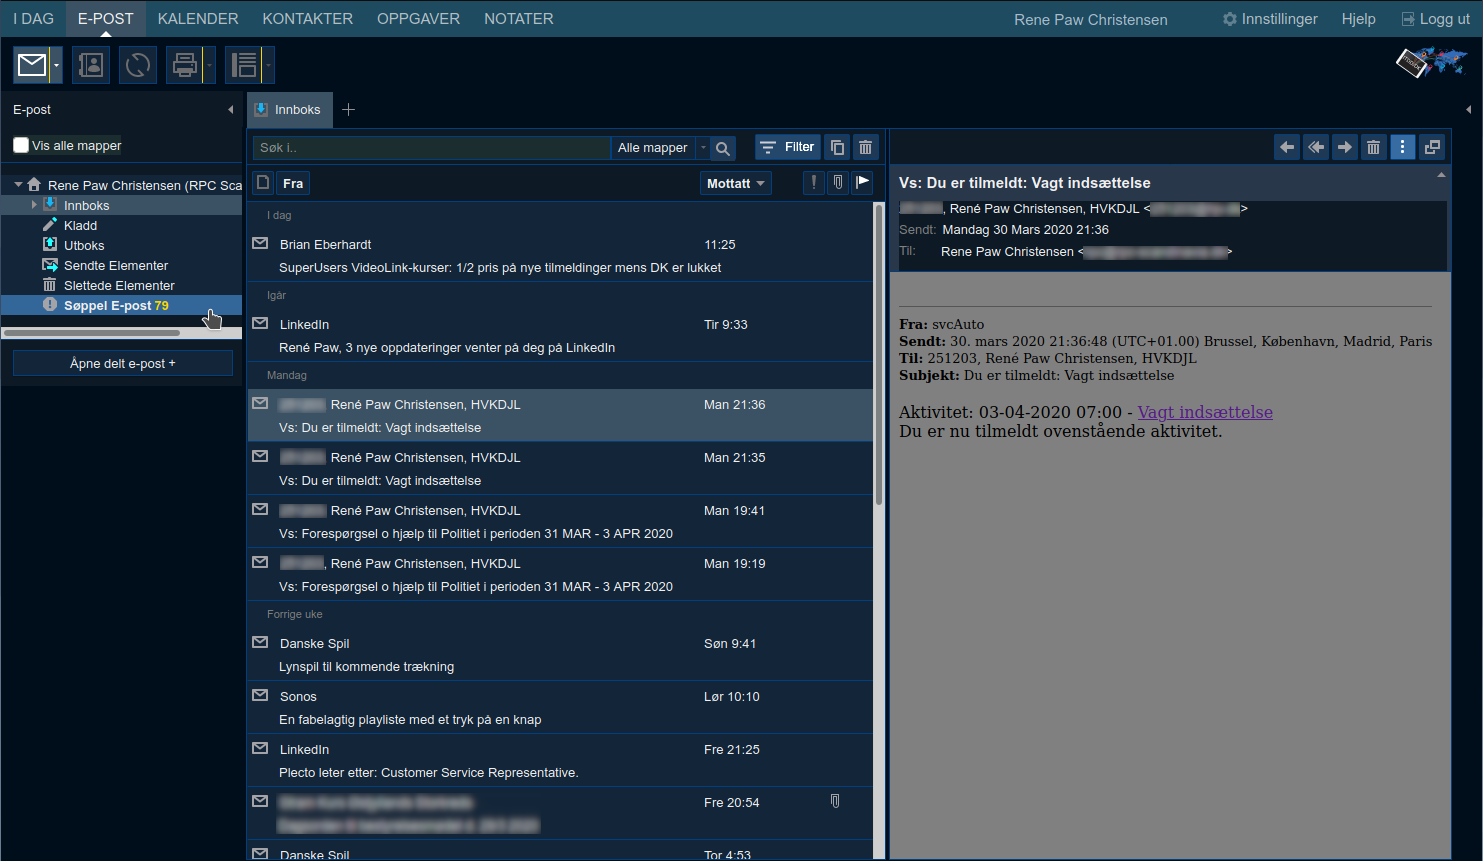 I DAG E-POST KALENDER KONTAKTER OPPGAVER NOTATER Rene Paw Christensen Innstillinger Hjelp Logg ut
E-post
Vis alle mapper
Rene Paw Christensen (RPC Sca
Innboks
Kladd
Utboks
Sendte Elementer
Slettede Elementer
Søppel E-post 79
Åpne delt e-post +
Innboks
Søk i.. Alle mapper Filter
Fra Mottatt
I dag
Brian Eberhardt 11:25
SuperUsers VideoLink-kurser: 1/2 pris på nye tilmeldinger mens DK er lukket
Igår
LinkedIn Tir 9:33
René Paw, 3 nye oppdateringer venter på deg på LinkedIn
Mandag
René Paw Christensen, HVKDJL Man 21:36
Vs: Du er tilmeldt: Vagt indsættelse
René Paw Christensen, HVKDJL Man 21:35
Vs: Du er tilmeldt: Vagt indsættelse
René Paw Christensen, HVKDJL Man 19:41
Vs: Forespørgsel o hjælp til Politiet i perioden 31 MAR - 3 APR 2020
, René Paw Christensen, HVKDJL Man 19:19
Vs: Forespørgsel o hjælp til Politiet i perioden 31 MAR - 3 APR 2020
Forrige uke
Danske Spil Søn 9:41
Lynspil til kommende trækning
Sonos Lør 10:10
En fabelagtig playliste med et tryk på en knap
LinkedIn Fre 21:25
Plecto leter etter: Customer Service Representative.
Fre 20:54
Danske Spil Tor 4:53
Vs: Du er tilmeldt: Vagt indsættelse
, René Paw Christensen, HVKDJL < >
Sendt: Mandag 30 Mars 2020 21:36
Til: Rene Paw Christensen < >
Fra: svcAuto
Sendt: 30. mars 2020 21:36:48 (UTC+01.00) Brussel, København, Madrid, Paris
Til: 251203, René Paw Christensen, HVKDJL
Subjekt: Du er tilmeldt: Vagt indsættelse
Aktivitet: 03-04-2020 07:00 - Vagt indsættelse
Du er nu tilmeldt ovenstående aktivitet.